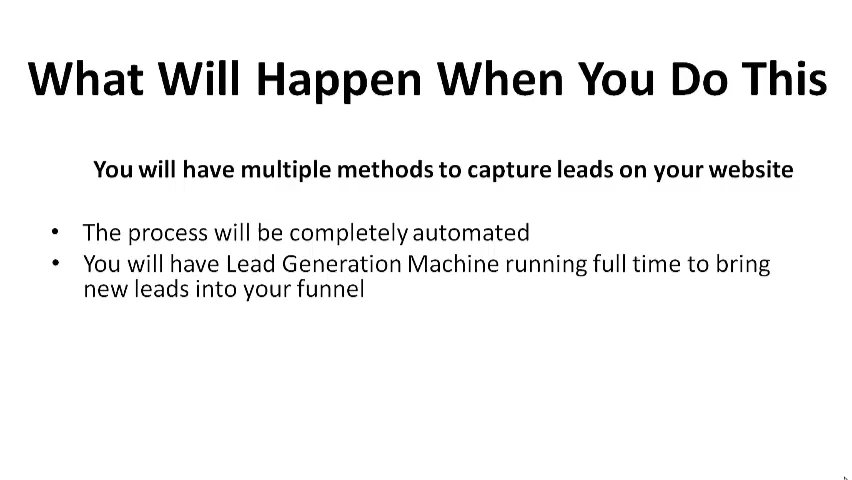 What Will Happen When You Do This
You will have multiple methods to capture leads on your website
• The process will be completely automated
• You will have Lead Generation Machine running full time to bring
new leads into your funnel